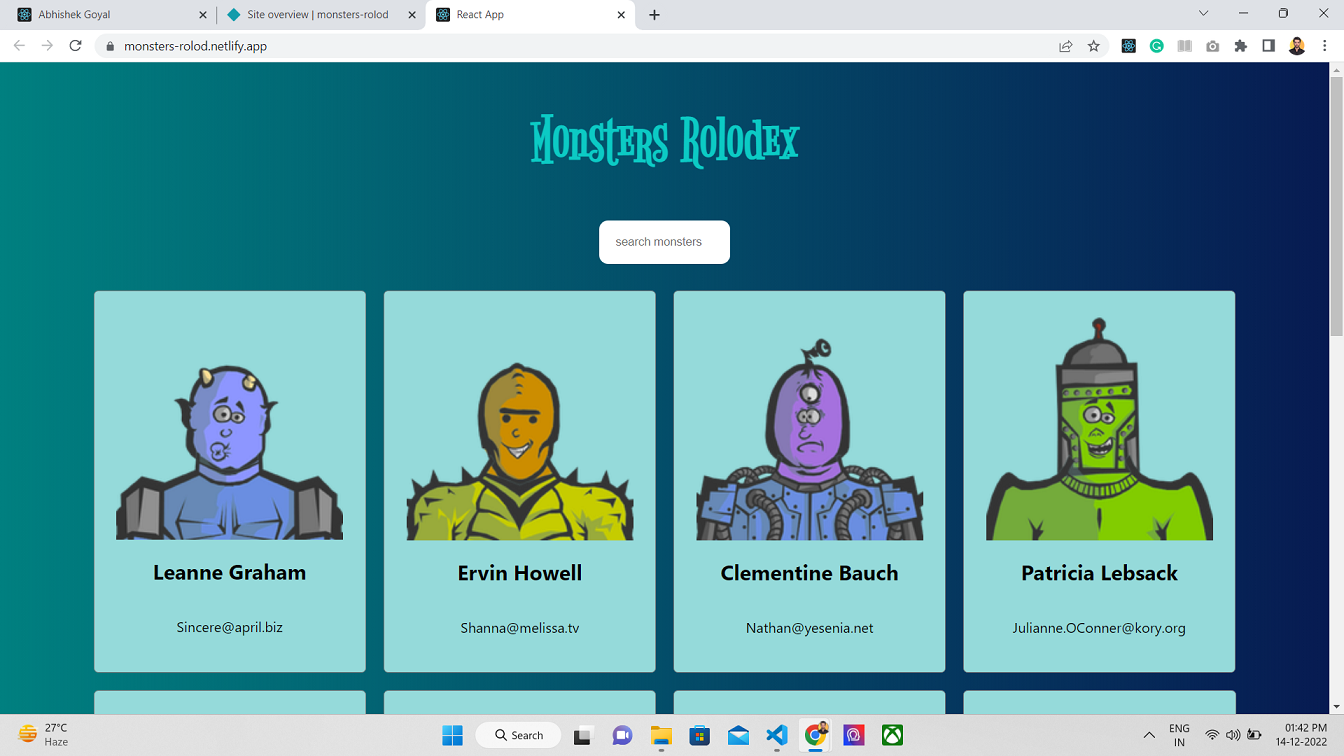 Abhishek Goyal
Site overview | monsters-rolod
React App
monsters-rolod.netlify.app
Monsters Rolodex
search monsters
Leanne Graham
Ervin Howell
Clementine Bauch
Patricia Lebsack
Sincere@april.biz
Shanna@melissa.tv
Nathan@yesenia.net
Julianne.OConner@kory.org
27°C
Haze
Search
ENG
IN
01:42 PM
14-12-2022